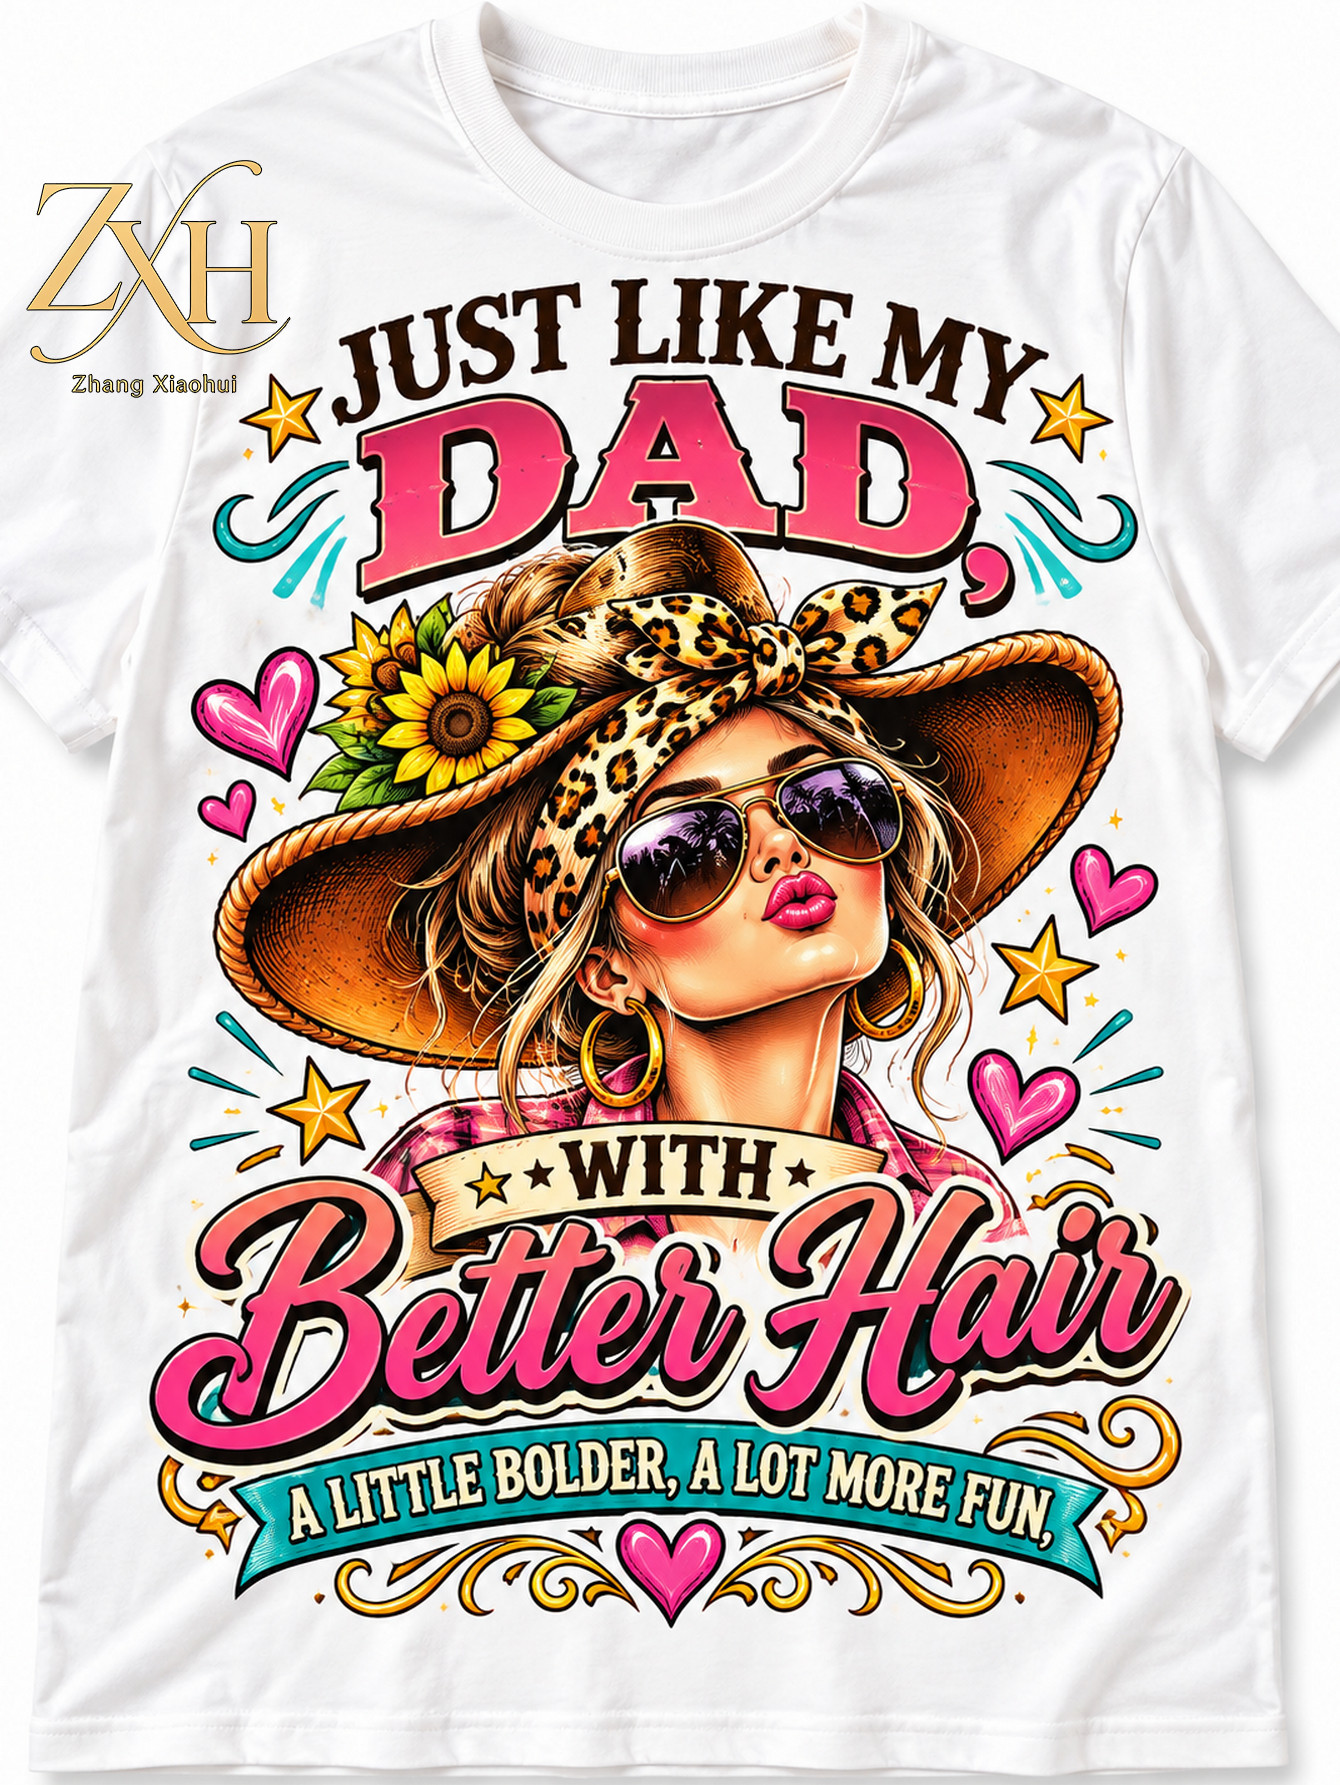 ZXH
Zhang Xiaohui
JUST LIKE MY
DAD,
WITH
Better Hair
A LITTLE BOLDER, A LOT MORE FUN,